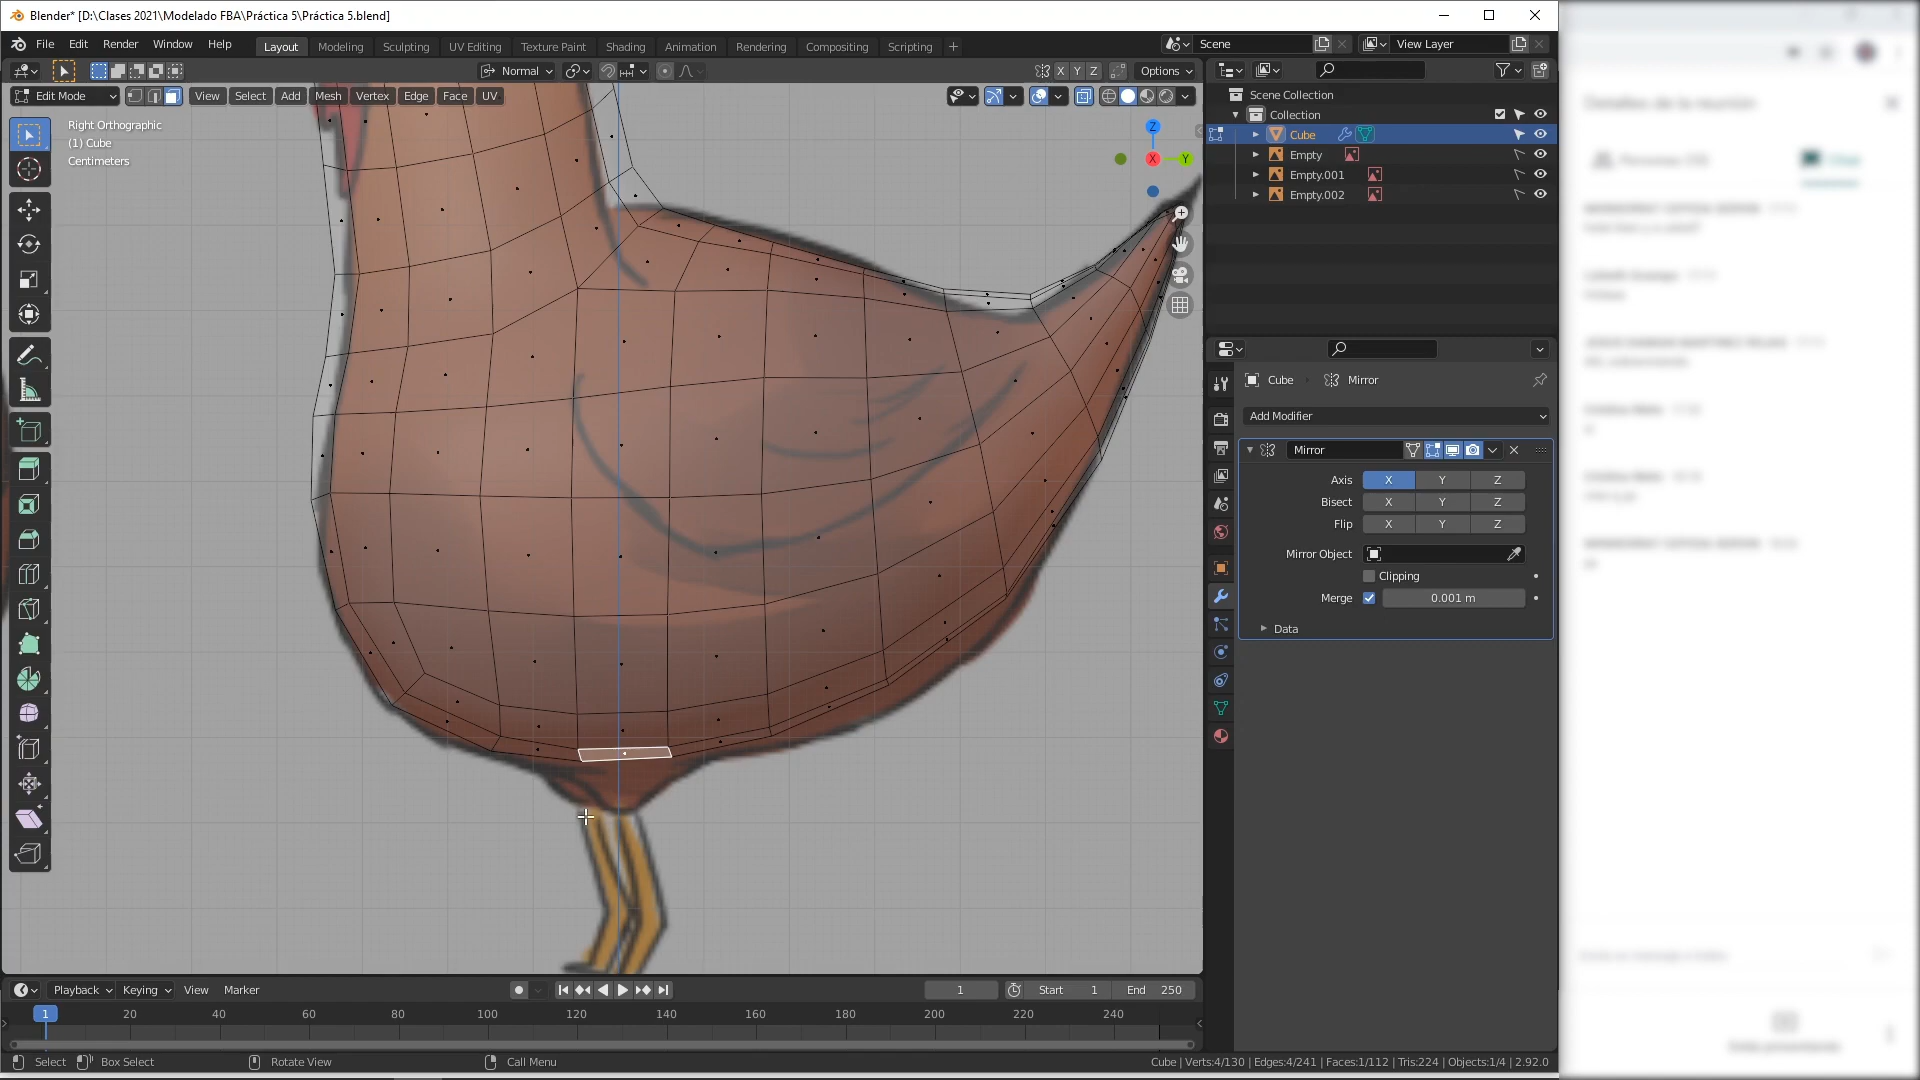 Blender* [D:\Clases 2021\Modelado FBA\Práctica 5\Práctica 5.blend]
File Edit Render Window Help Layout Modeling Sculpting UV Editing Texture Paint Shading Animation Rendering Compositing Scripting + Scene View Layer
Normal X Y Z Options
Edit Mode View Select Add Mesh Vertex Edge Face UV
Right Orthographic
(1) Cube
Centimeters
Z
X
Y
Scene Collection
Collection
Cube
Empty
Empty.001
Empty.002
Cube Mirror
Add Modifier
Mirror
Axis X Y Z
Bisect X Y Z
Flip X Y Z
Mirror Object
Clipping
Merge 0.001 m
Data
Playback Keying View Marker 1 Start 1 End 250
1 20 40 60 80 100 120 140 160 180 200 220 240
Select Box Select Rotate View Call Menu Cube | Verts:4/130 | Edges:4/241 | Faces:1/112 | Tris:224 | Objects:1/4 | 2.92.0